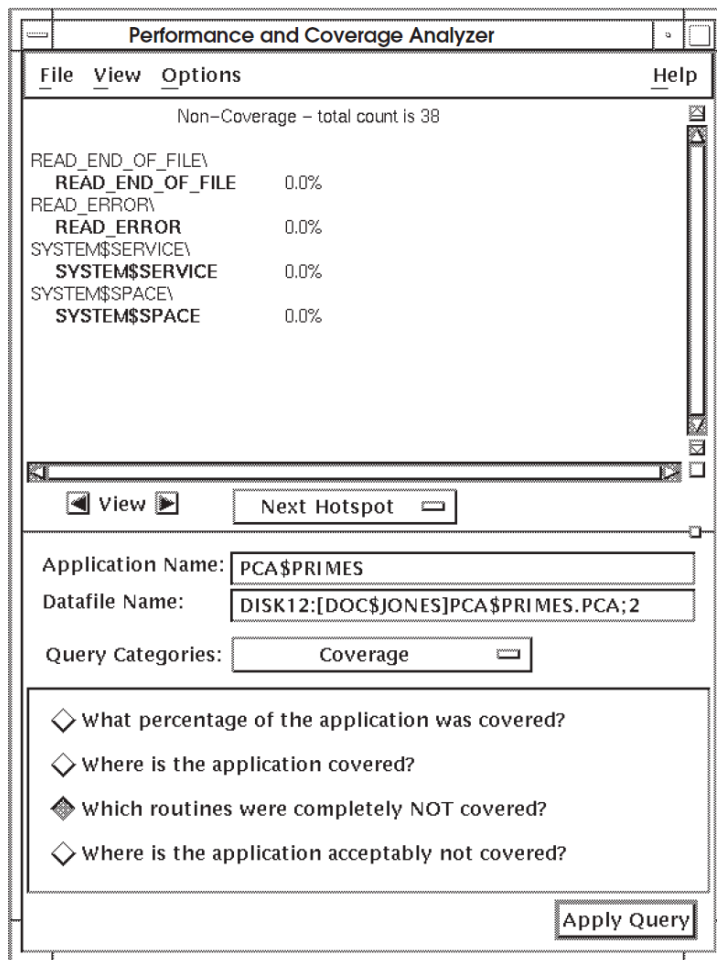 Performance and Coverage Analyzer
File View Options Help
Non-Coverage - total count is 38
READ_END_OF_FILE\
READ_END_OF_FILE 0.0%
READ_ERROR\
READ_ERROR 0.0%
SYSTEM$SERVICE\
SYSTEM$SERVICE 0.0%
SYSTEM$SPACE\
SYSTEM$SPACE 0.0%
View Next Hotspot
Application Name: PCA$PRIMES
Datafile Name: DISK12:[DOC$JONES]PCA$PRIMES.PCA;2
Query Categories: Coverage
What percentage of the application was covered?
Where is the application covered?
Which routines were completely NOT covered?
Where is the application acceptably not covered?
Apply Query